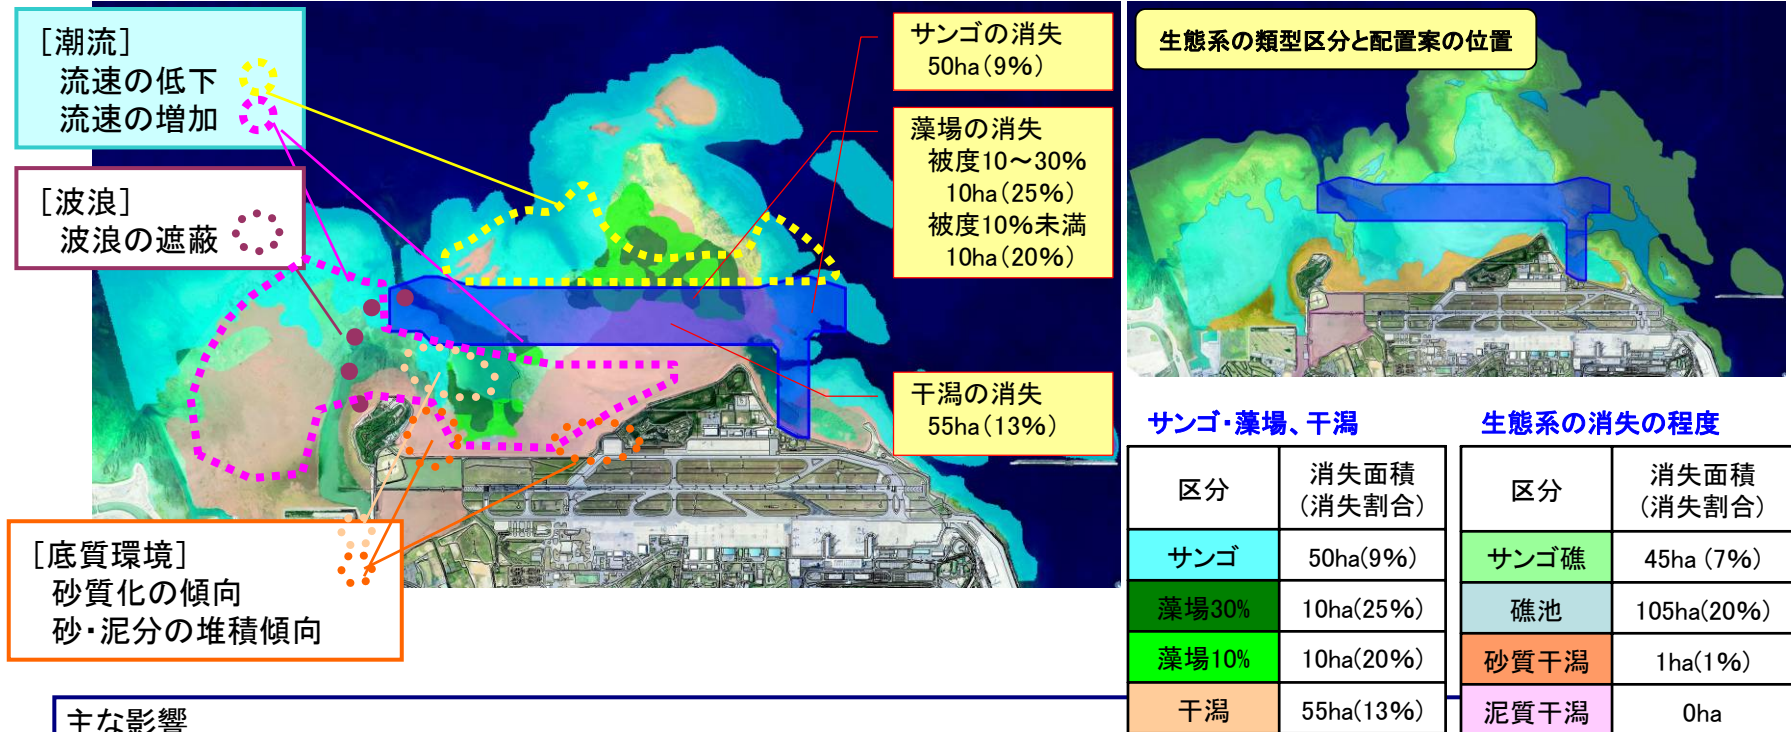 ［潮流］
流速の低下
流速の増加
［波浪］
波浪の遮蔽
［底質環境］
砂質化の傾向
砂・泥分の堆積傾向
サンゴの消失
50ha（9％）
藻場の消失
被度10～30％
10ha（25％）
被度10％未満
10ha（20％）
干潟の消失
55ha（13％）
生態系の類型区分と配置案の位置
サンゴ・藻場、干潟
区分 消失面積
（消失割合）
サンゴ 50ha(9％)
藻場30% 10ha(25％)
藻場10% 10ha(20％)
干潟 55ha(13％)
生態系の消失の程度
区分 消失面積
（消失割合）
サンゴ礁 45ha (7％)
礁池 105ha(20％)
砂質干潟 1ha(1％)
泥質干潟 0ha
主な影響